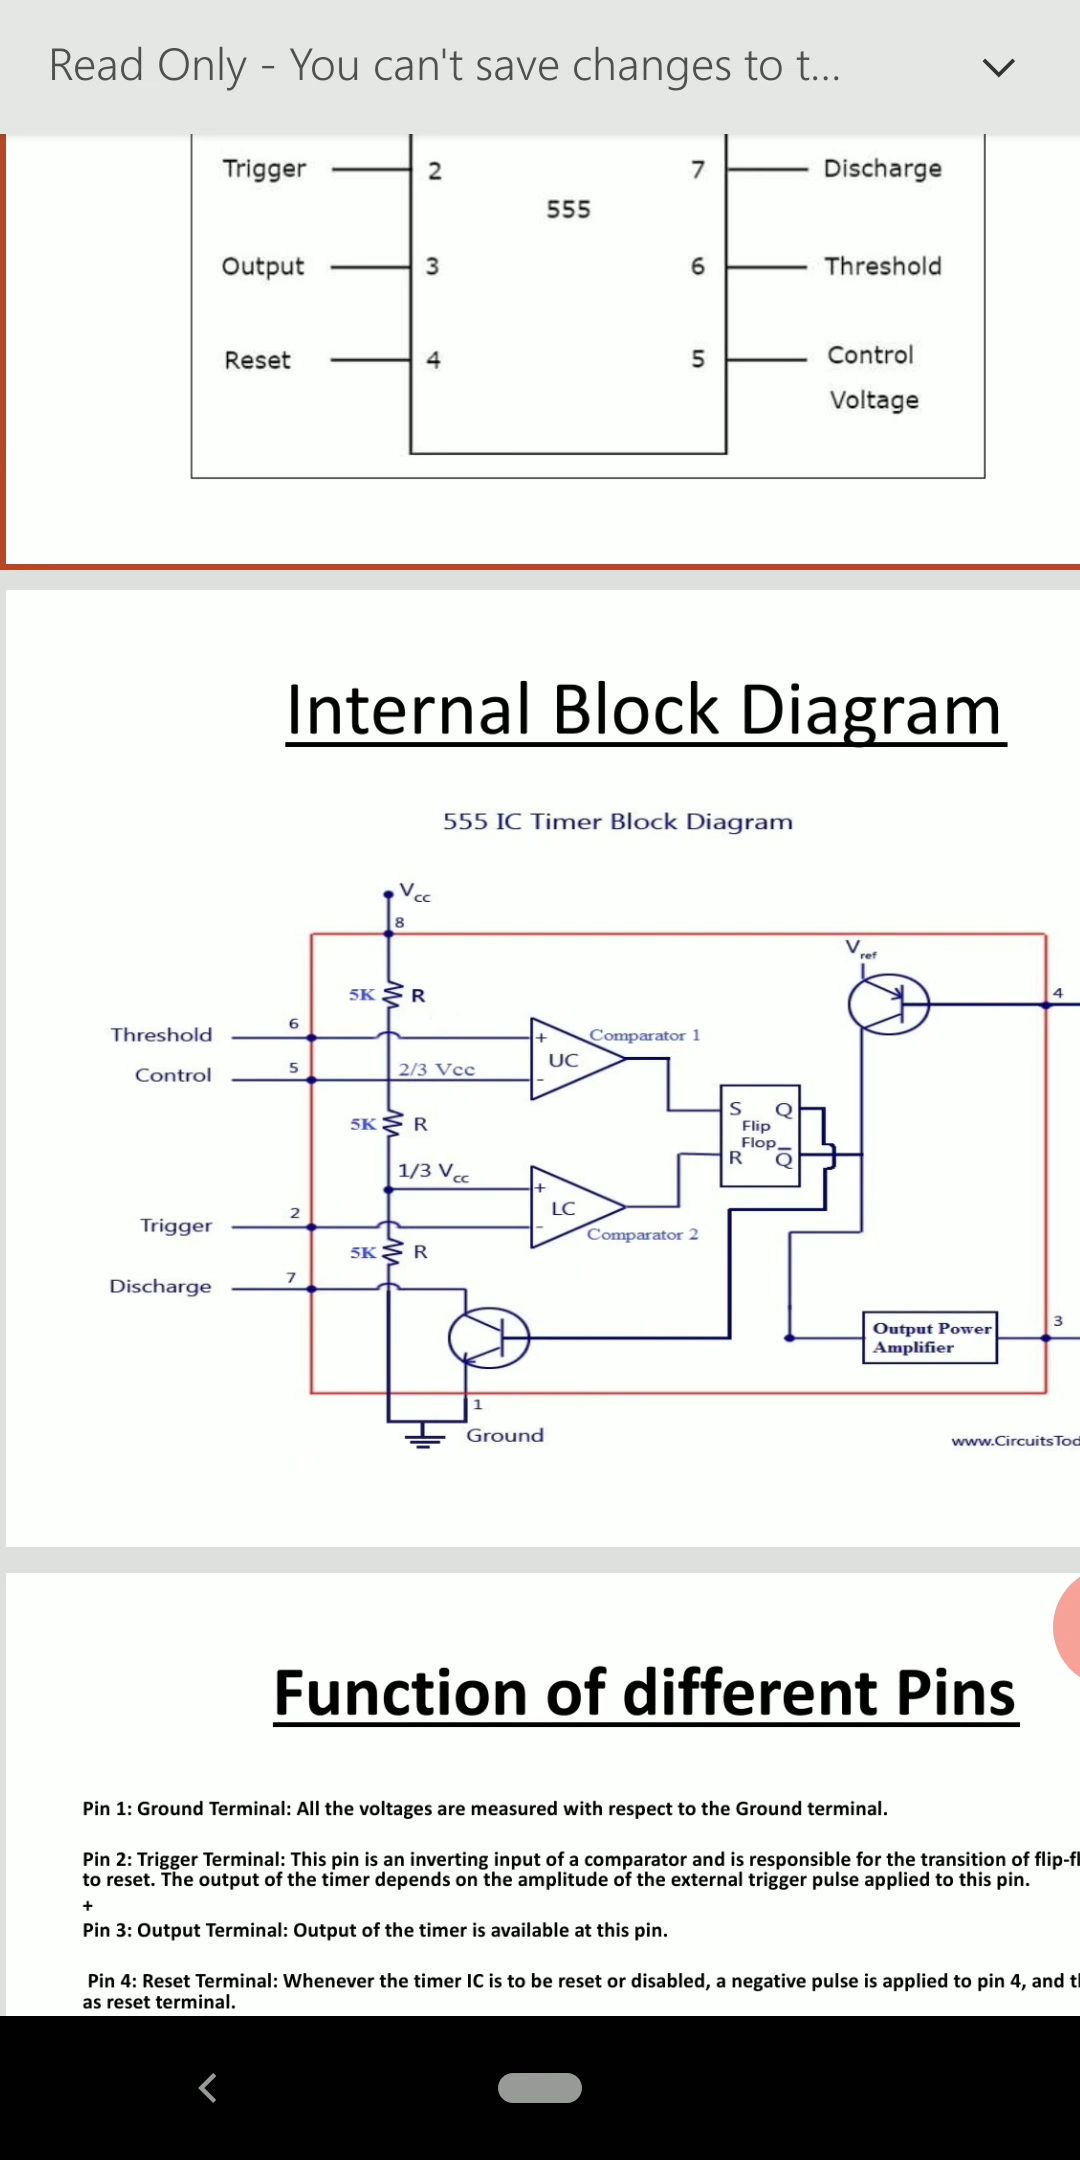 Read Only - You can't save changes to t...
Trigger 2 7 Discharge
555
Output 3 6 Threshold
Reset 4 5 Control
Voltage
Internal Block Diagram
555 IC Timer Block Diagram
Vcc
8
Vref
5K R
4
6
Threshold
+
Comparator 1
UC
5
Control
2/3 Vcc
-
S Q
5K R
Flip
Flop
R Q̅
1/3 Vcc
+
LC
2
Trigger
-
Comparator 2
5K R
7
Discharge
3
Output Power
Amplifier
1
Ground
www.CircuitsTod
Function of different Pins
Pin 1: Ground Terminal: All the voltages are measured with respect to the Ground terminal.
Pin 2: Trigger Terminal: This pin is an inverting input of a comparator and is responsible for the transition of flip-fl
to reset. The output of the timer depends on the amplitude of the external trigger pulse applied to this pin.
+
Pin 3: Output Terminal: Output of the timer is available at this pin.
Pin 4: Reset Terminal: Whenever the timer IC is to be reset or disabled, a negative pulse is applied to pin 4, and
as reset terminal.